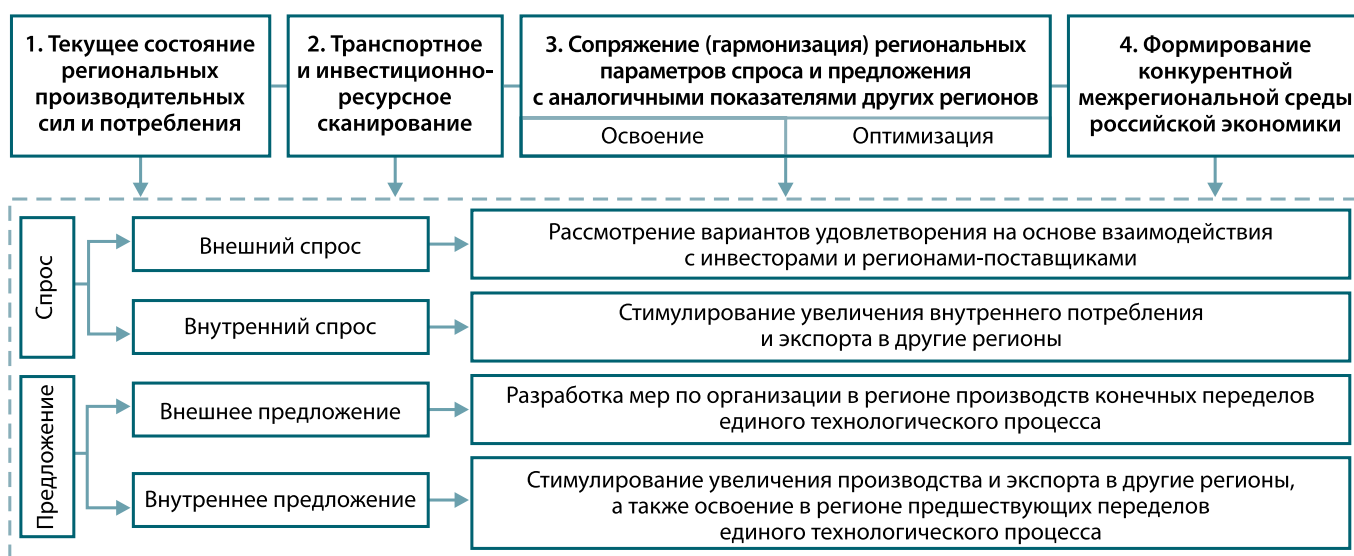 1. Текущее состояние
региональных
производительных
сил и потребления
2. Транспортное
и инвестиционно-
ресурсное
сканирование
3. Сопряжение (гармонизация) региональных
параметров спроса и предложения
с аналогичными показателями других регионов
Освоение
Оптимизация
4. Формирование
конкурентной
межрегиональной среды
российской экономики
Спрос
Внешний спрос
Рассмотрение вариантов удовлетворения на основе взаимодействия
с инвесторами и регионами-поставщиками
Внутренний спрос
Стимулирование увеличения внутреннего потребления
и экспорта в другие регионы
Предложение
Внешнее предложение
Разработка мер по организации в регионе производств конечных переделов
единого технологического процесса
Внутреннее предложение
Стимулирование увеличения производства и экспорта в другие регионы,
а также освоение в регионе предшествующих переделов
единого технологического процесса